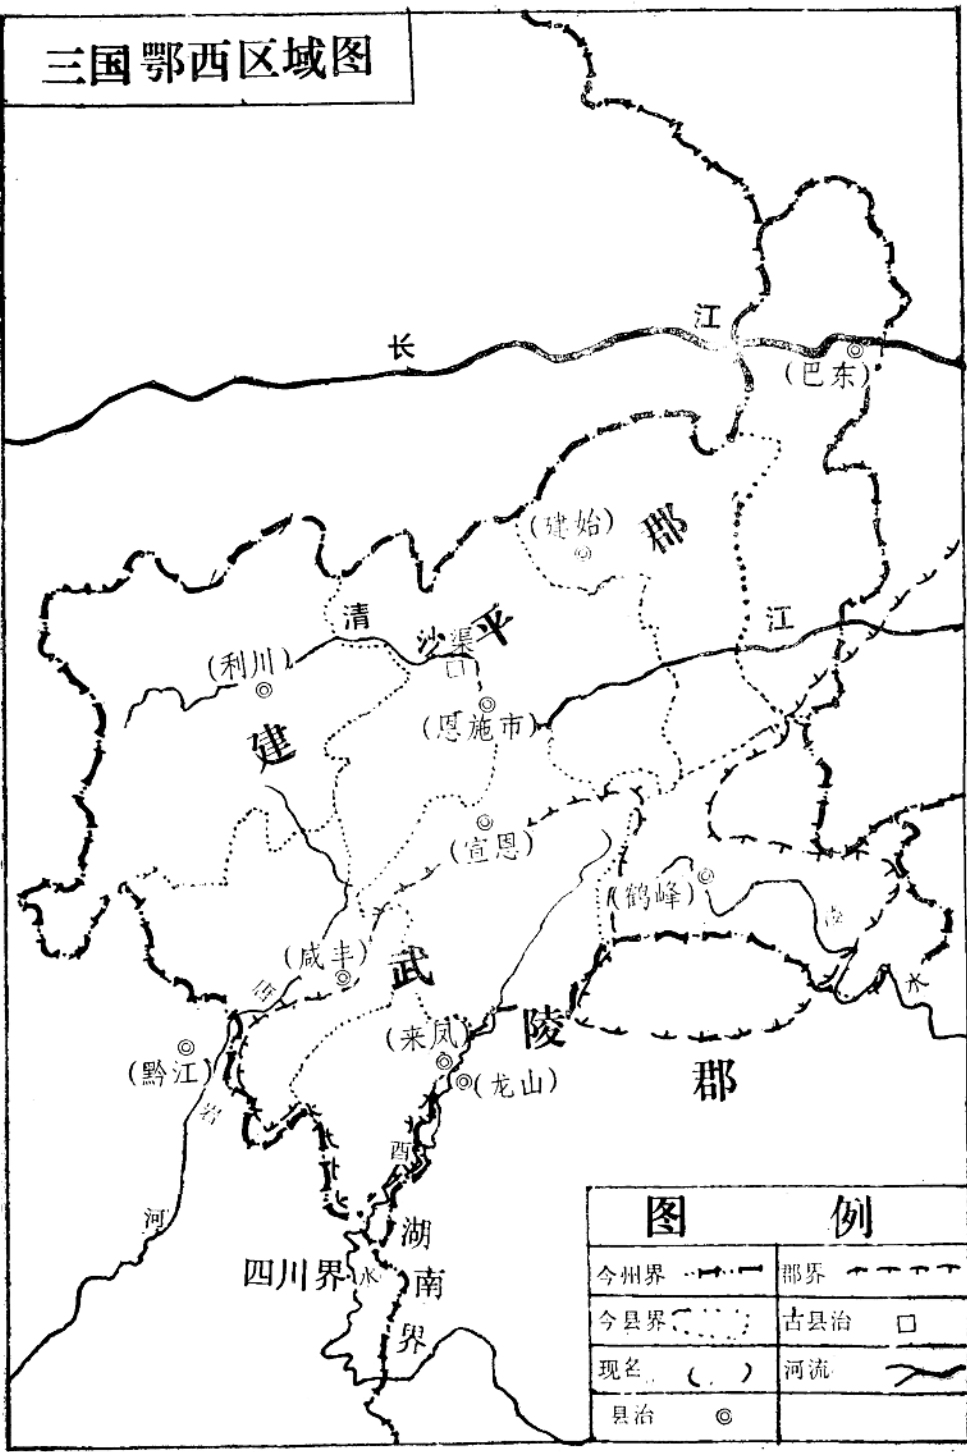 三国鄂西区域图
长
江
(巴东)
(建始)
郡
清
沙渠
平
江
(利川)
(恩施市)
建
(宣恩)
(鹤峰)
(咸丰)
武
唐
水
(来凤)
陵
(黔江)
(龙山)
郡
岩
酉
河
湖
四川界
水
南
界
图 例
今州界 郡界
今县界 古县治
现名 ( ) 河流
县治